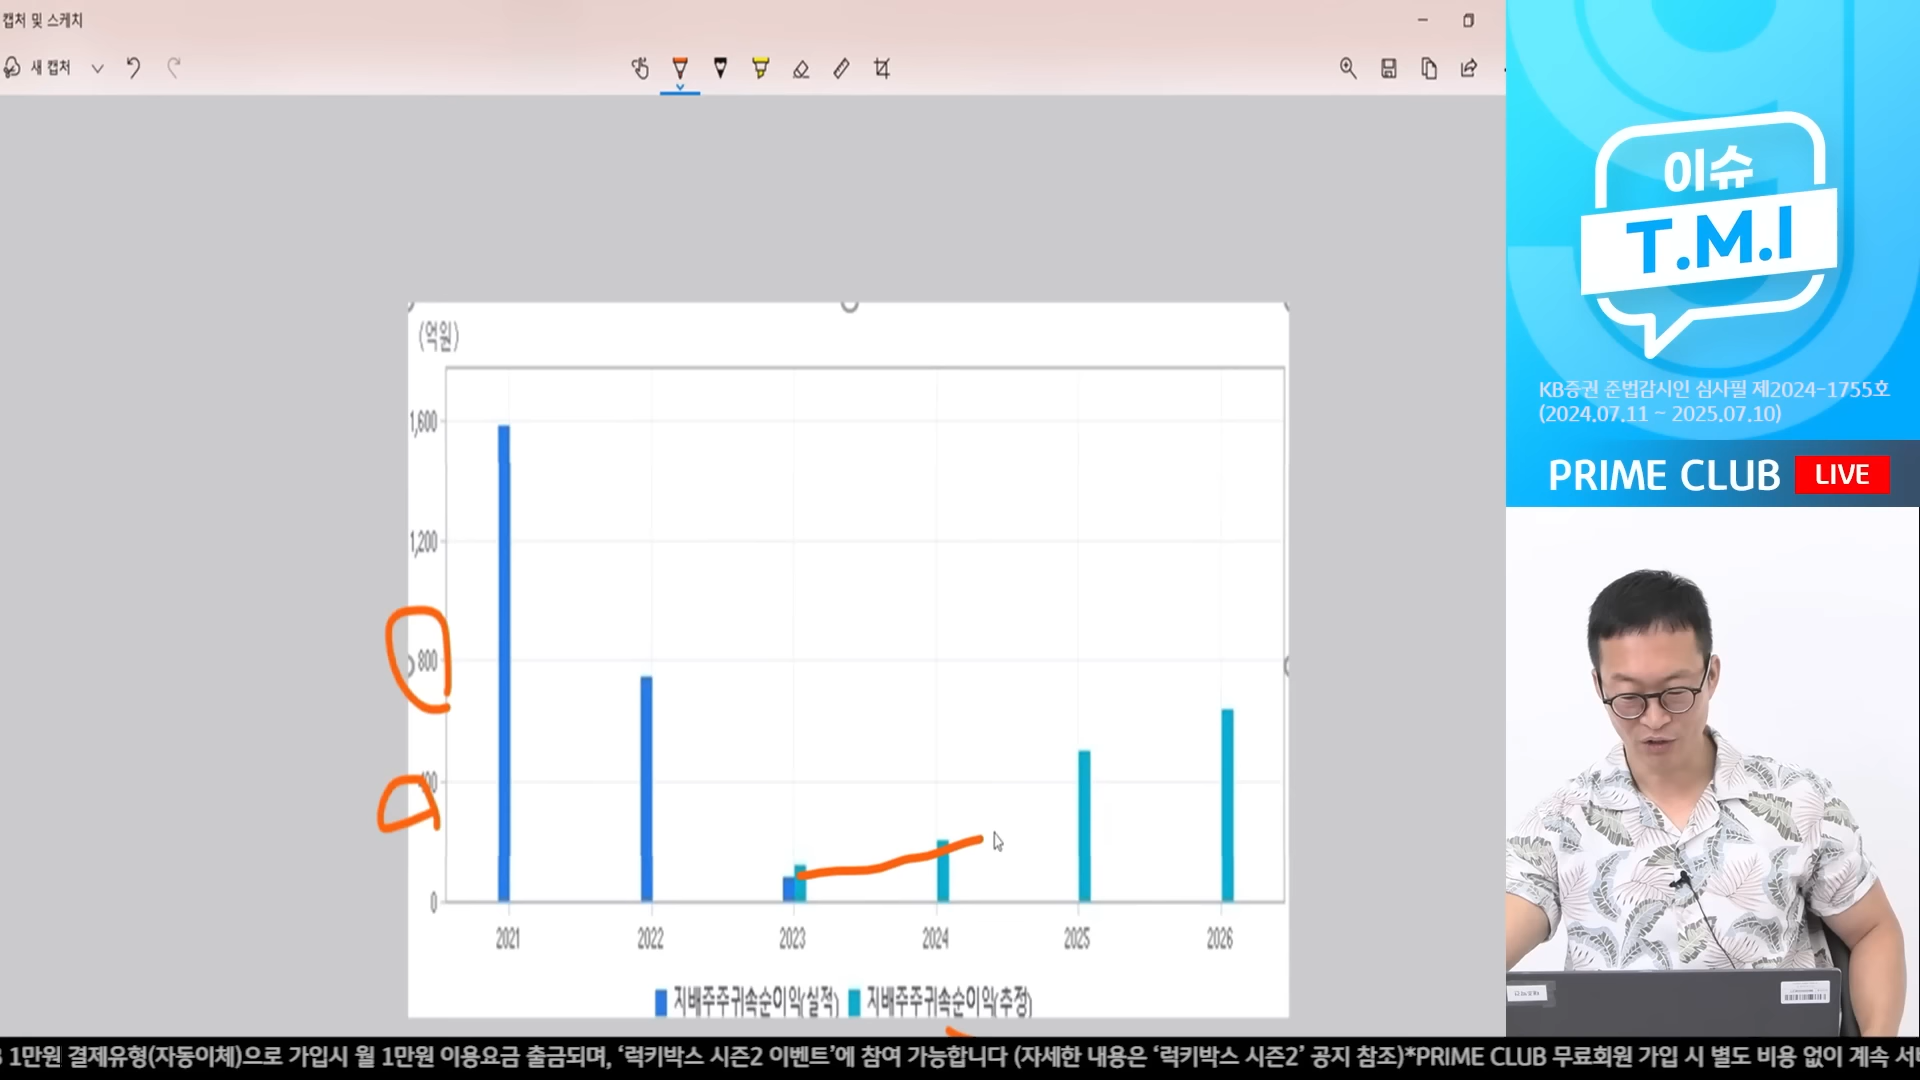 캡처 및 스케치
새 캡처
(억원)
1,600
1,200
800
0
2021
2022
2023
2024
2025
2026
지배주주귀속순이익(실적)
지배주주귀속순이익(추정)
이슈
T.M.I
KB증권 준법감시인 심사필 제2024-1755호
(2024.07.11 ~ 2025.07.10)
PRIME CLUB LIVE
1만원 결제유형(자동이체)으로 가입시 월 1만원 이용요금 출금되며, ‘럭키박스 시즌2 이벤트’에 참여 가능합니다 (자세한 내용은 ‘럭키박스 시즌2’ 공지 참조)*PRIME CLUB 무료회원 가입 시 별도 비용 없이 계속